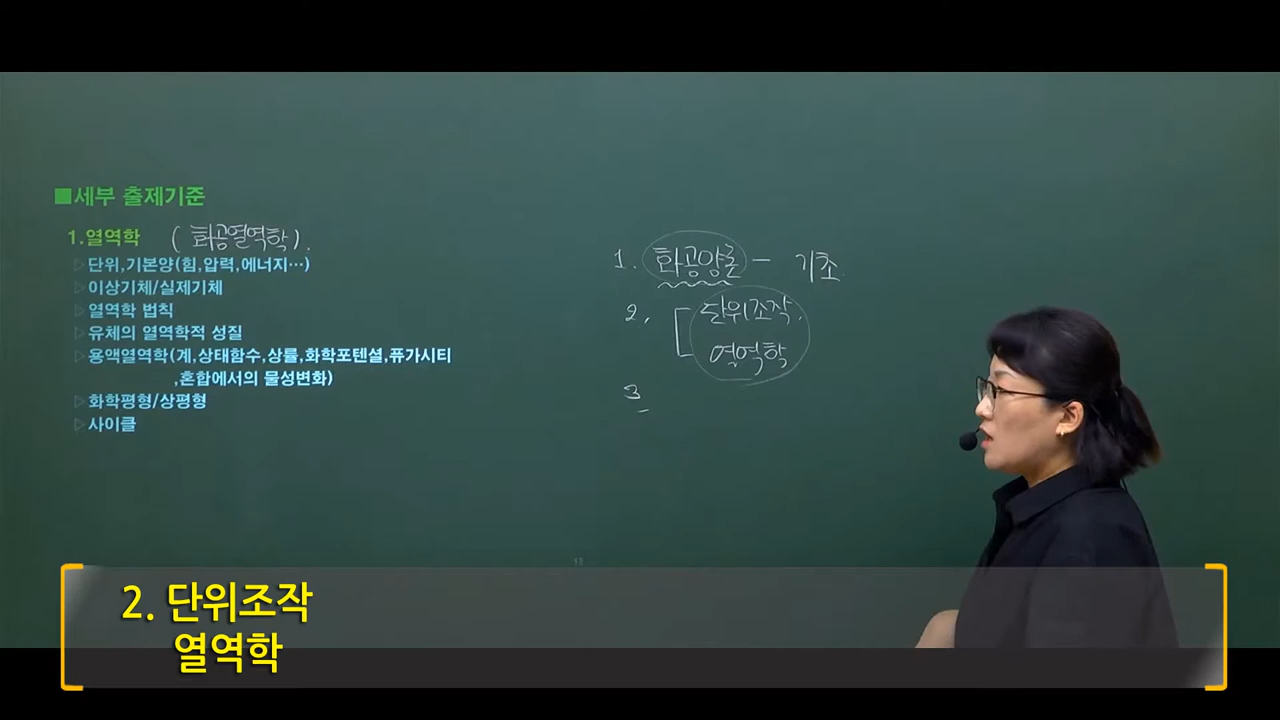 ■세부 출제기준
1.열역학 (화공열역학).
▷단위,기본양(힘,압력,에너지…)
▷이상기체/실제기체
▷열역학 법칙
▷유체의 열역학적 성질
▷용액열역학(계,상태함수,상률,화학포텐셜,퓨가시티
,혼합에서의 물성변화)
▷화학평형/상평형
▷사이클
1. 화공양론 - 기초.
2. [ 단위조작.
열역학
3
13
2. 단위조작
열역학